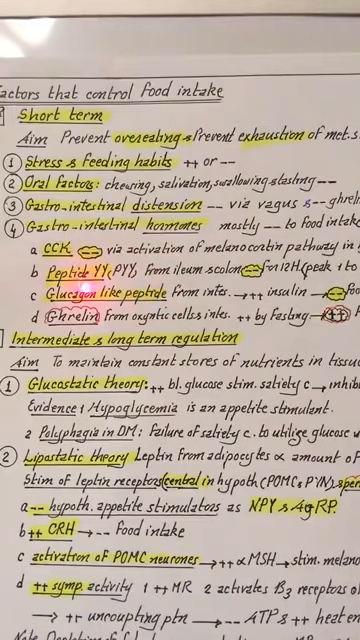 Factors that control Food intake
Short term
Aim Prevent overeating & Prevent exhaustion of met. s
① Stress & feeding habits ++ or --
② Oral factors: chewing, salivation, swallowing & tasting --
③ Gastro-intestinal distension -- via vagus & -- ghrel
④ Gastro-intestinal hormones mostly -- to food intake
a CCK -- via activation of melanocortin pathway in h
b Peptide YY "PYY" from ileum & colon -- for 12H (peak 1 to
c Glucagon like peptide from intes. → ++ insulin → -- Foo
d Ghrelin from oxyntic cells & intes. ++ by Fasting → ++ F
Intermediate & long term regulation
Aim To maintain constant stores of nutrients in tissue
① Glucostatic theory: ++ bl. glucose stim. satiety c → inhib
Evidence 1 Hypoglycemia is an appetite stimulant.
2 Polyphagia in DM: Failure of satiety c. to utilize glucose
② Lipostatic theory Leptin from adipocytes ∝ amount of
Stim of leptin receptors (central in hypoth (POMC &
a -- hypoth. appetite stimulators as NPY & AgRP.
b ++ CRH → -- Food intake
c activation of POMC neurones → ++ ∝ MSH → stim. melano
d ++ symp. activity 1 ++ MR 2 activates B₃ receptors o
→ ++ uncoupling ptn → -- ATP & ++ heat en